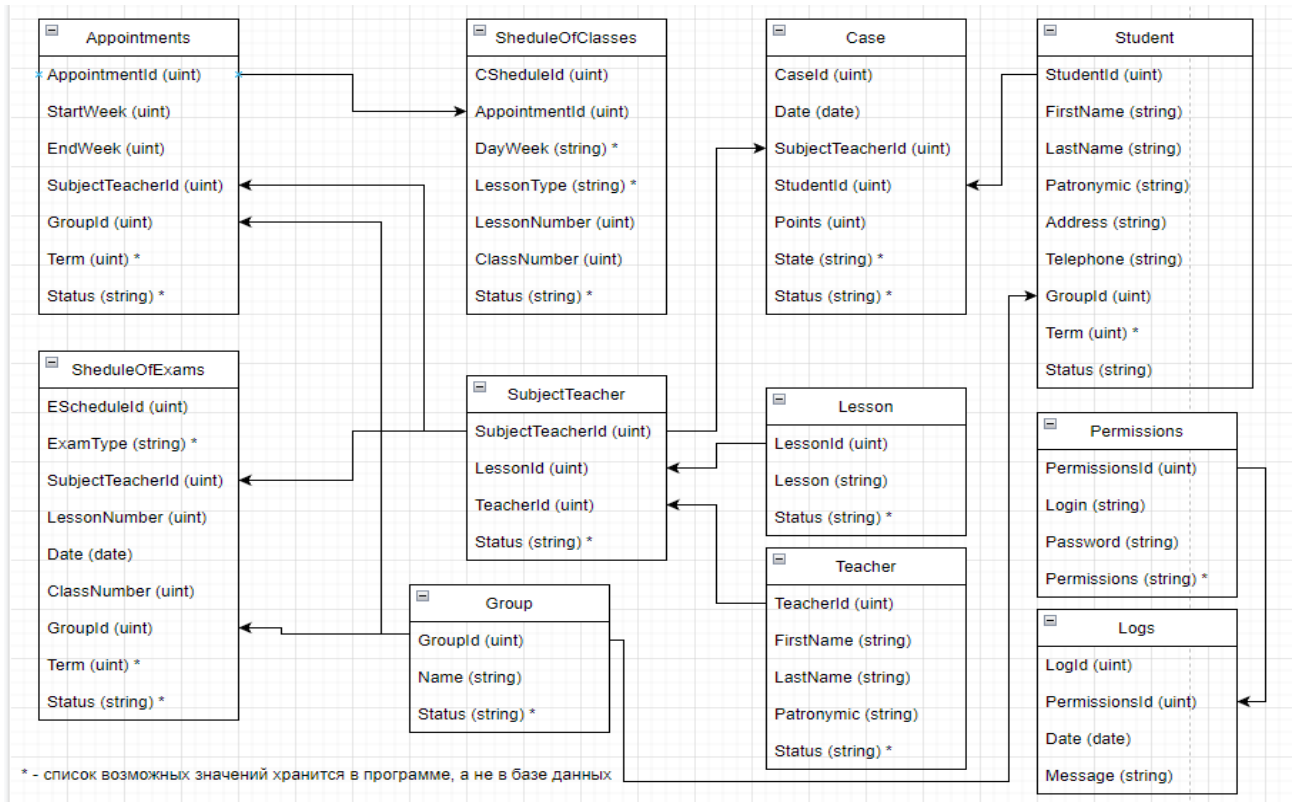 Appointments
AppointmentId (uint)
StartWeek (uint)
EndWeek (uint)
SubjectTeacherId (uint)
GroupId (uint)
Term (uint) *
Status (string) *
SheduleOfClasses
CSheduleId (uint)
AppointmentId (uint)
DayWeek (string) *
LessonType (string) *
LessonNumber (uint)
ClassNumber (uint)
Status (string) *
Case
CaseId (uint)
Date (date)
SubjectTeacherId (uint)
StudentId (uint)
Points (uint)
State (string) *
Status (string) *
Student
StudentId (uint)
FirstName (string)
LastName (string)
Patronymic (string)
Address (string)
Telephone (string)
GroupId (uint)
Term (uint) *
Status (string)
SheduleOfExams
EScheduleId (uint)
ExamType (string) *
SubjectTeacherId (uint)
LessonNumber (uint)
Date (date)
ClassNumber (uint)
GroupId (uint)
Term (uint) *
Status (string) *
SubjectTeacher
SubjectTeacherId (uint)
LessonId (uint)
TeacherId (uint)
Status (string) *
Lesson
LessonId (uint)
Lesson (string)
Status (string) *
Permissions
PermissionsId (uint)
Login (string)
Password (string)
Permissions (string) *
Group
GroupId (uint)
Name (string)
Status (string) *
Teacher
TeacherId (uint)
FirstName (string)
LastName (string)
Patronymic (string)
Status (string) *
Logs
LogId (uint)
PermissionsId (uint)
Date (date)
Message (string)
* - список возможных значений хранится в программе, а не в базе данных